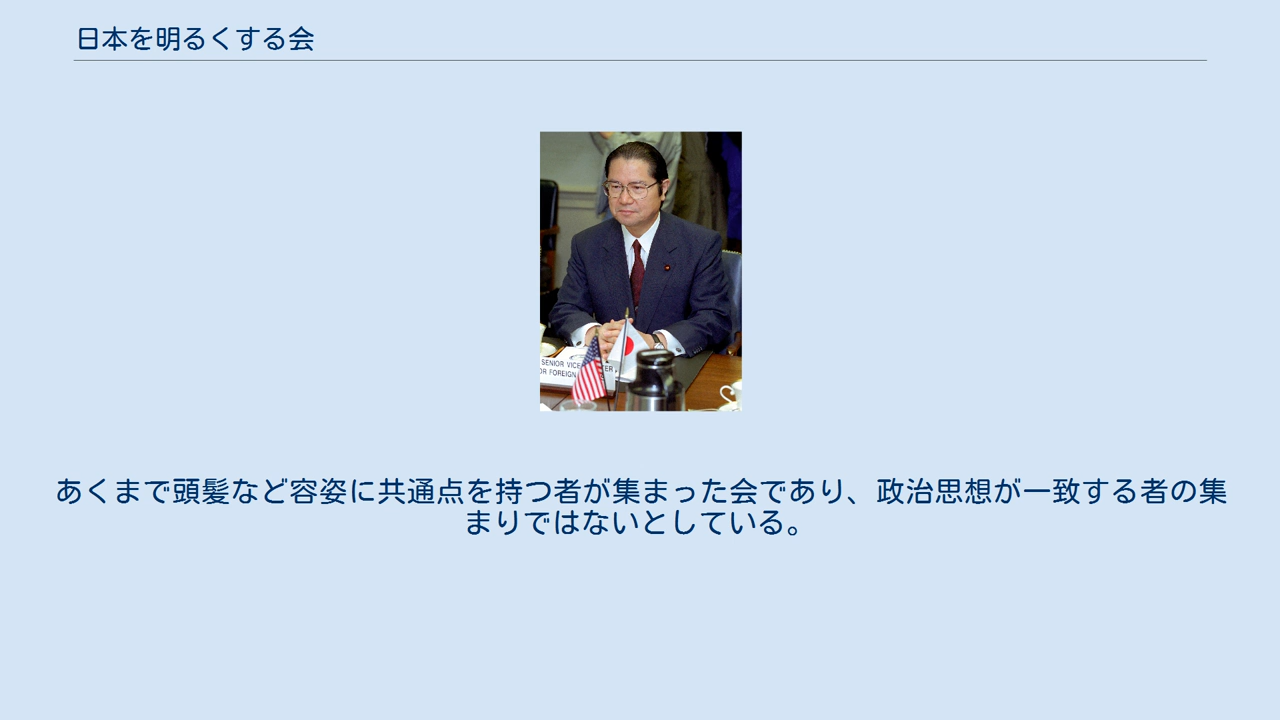 日本を明るくする会
SENIOR VICE
FOREIGN
あくまで頭髪など容姿に共通点を持つ者が集まった会であり、政治思想が一致する者の集
まりではないとしている。